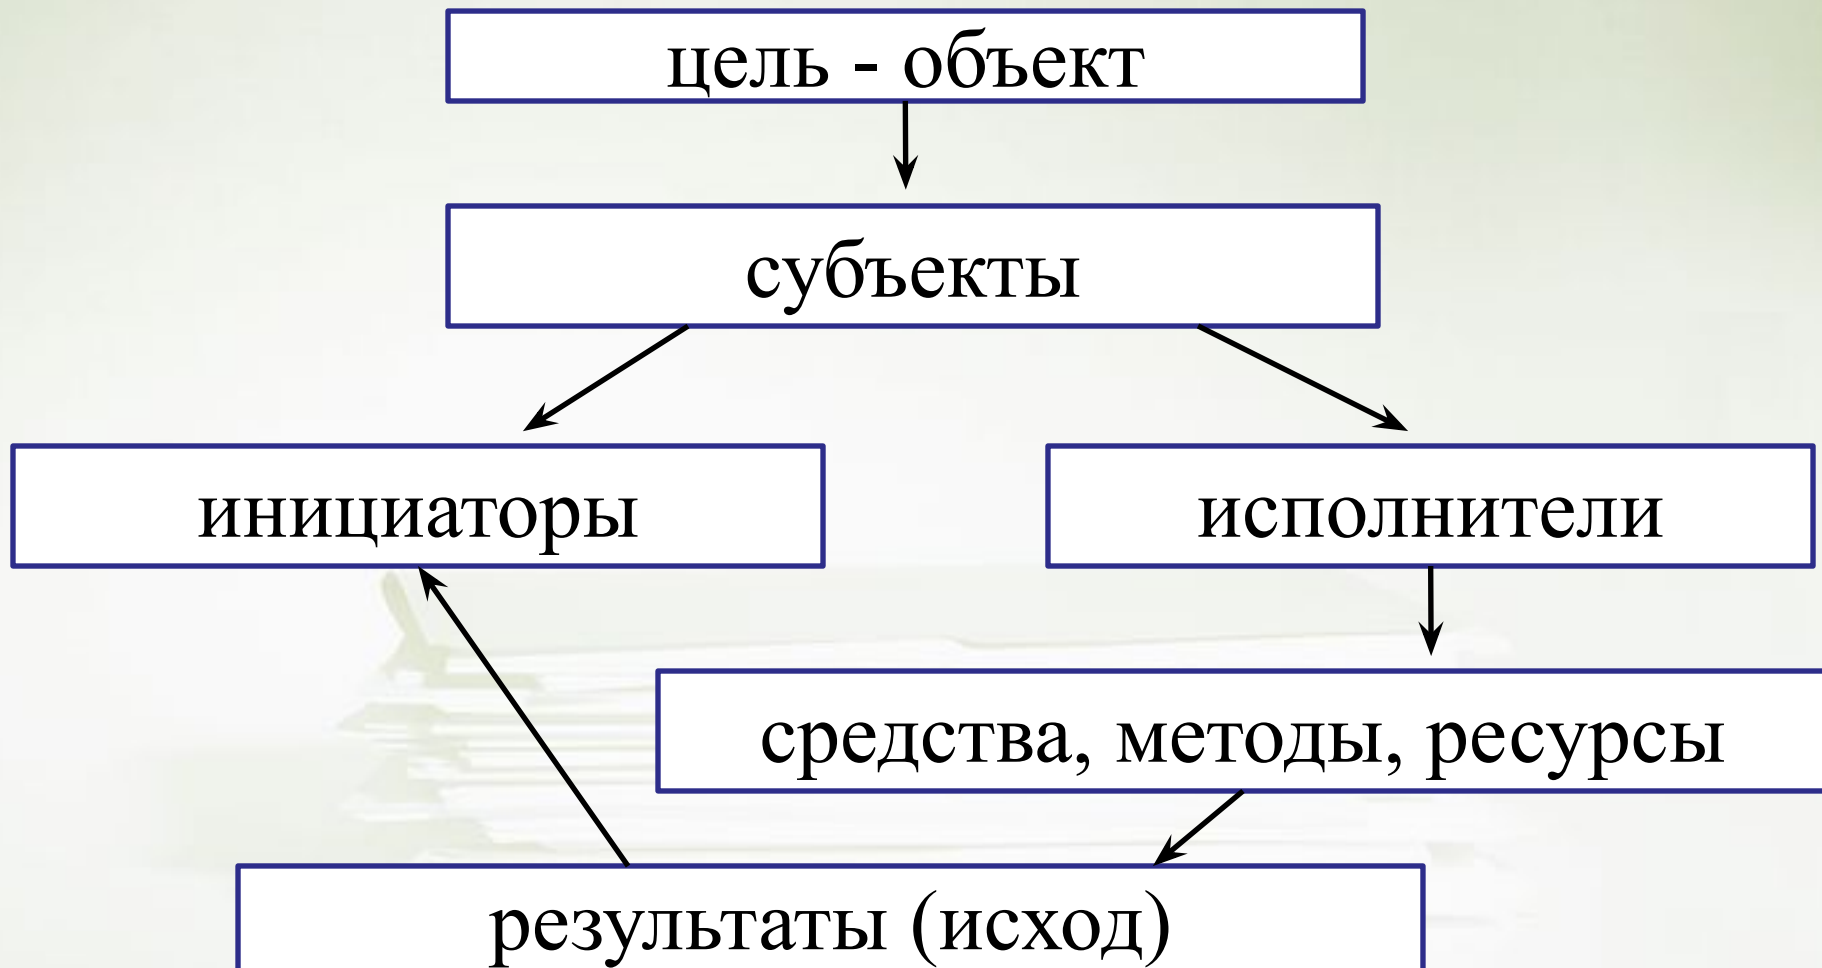 цель - объект
субъекты
инициаторы
исполнители
средства, методы, ресурсы
результаты (исход)